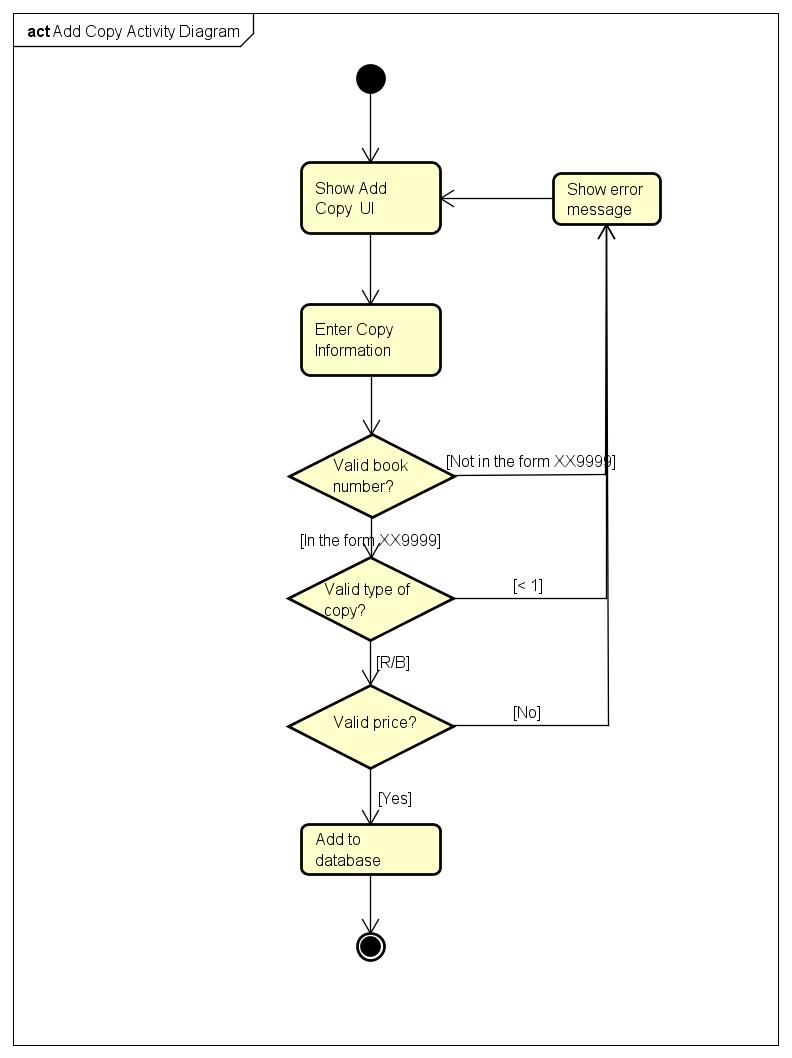 act Add Copy Activity Diagram
Show Add
Copy UI
Show error
message
Enter Copy
Information
Valid book
number?
[Not in the form XX9999]
[In the form XX9999]
Valid type of
copy?
[< 1]
[R/B]
Valid price?
[No]
[Yes]
Add to
database